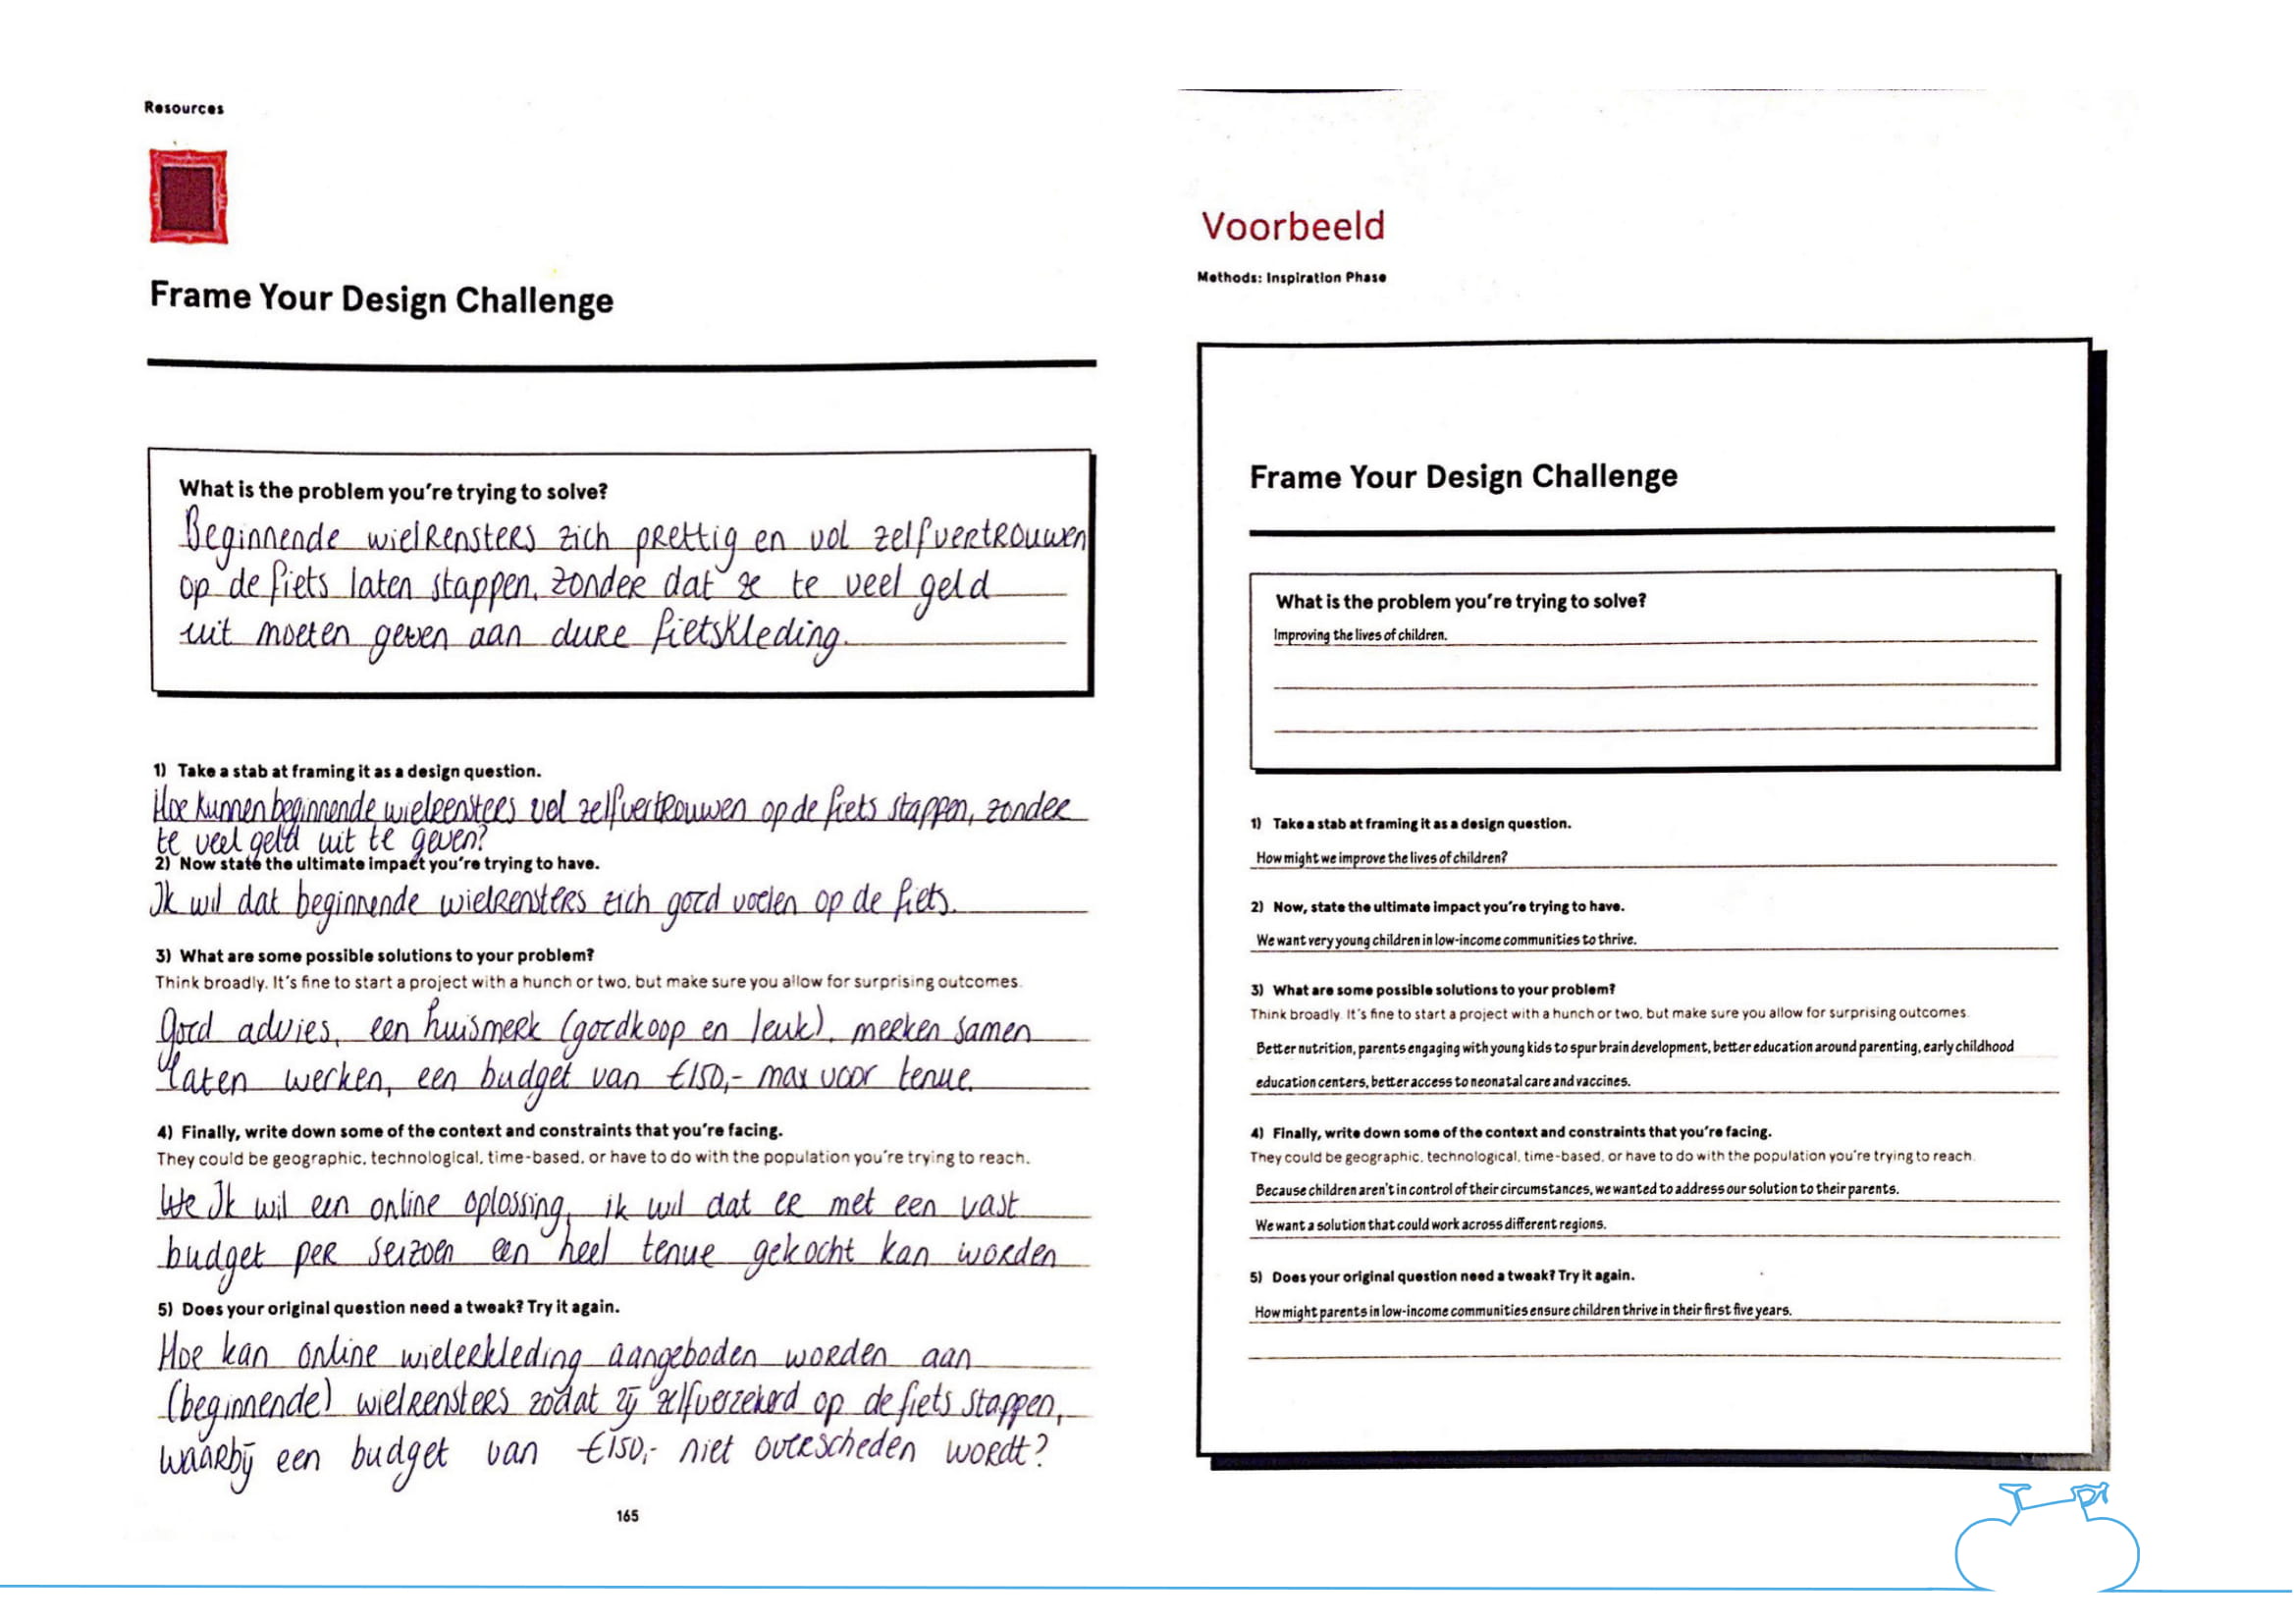 Resources
Frame Your Design Challenge
What is the problem you're trying to solve?
Beginnende wielrensters zich prettig en vol zelfvertrouwen
op de fiets laten stappen, zonder dat ze te veel geld
uit moeten geven aan dure fietskleding.
1) Take a stab at framing it as a design question.
Hoe kunnen beginnende wielrensters vol zelfvertrouwen op de fiets stappen, zonder
te veel geld uit te geven?
2) Now state the ultimate impact you're trying to have.
Ik wil dat beginnende wielrensters zich goed voelen op de fiets.
3) What are some possible solutions to your problem?
Think broadly. It's fine to start a project with a hunch or two, but make sure you allow for surprising outcomes.
Goed advies, een huismerk (goedkoop en leuk), merken samen
laten werken, een budget van €150,- max voor tenue.
4) Finally, write down some of the context and constraints that you're facing.
They could be geographic, technological, time-based, or have to do with the population you're trying to reach.
We Ik wil een online oplossing, ik wil dat er met een vast
budget per seizoen een heel tenue gekocht kan worden
5) Does your original question need a tweak? Try it again.
Hoe kan online wielerkleding aangeboden worden aan
(beginnende) wielrensters zodat zij zelfverzekerd op de fiets stappen,
waarbij een budget van €150,- niet overscheden wordt?
165
Voorbeeld
Methods: Inspiration Phase
Frame Your Design Challenge
What is the problem you're trying to solve?
Improving the lives of children.
1) Take a stab at framing it as a design question.
How might we improve the lives of children?
2) Now, state the ultimate impact you're trying to have.
We want very young children in low-income communities to thrive.
3) What are some possible solutions to your problem?
Think broadly. It's fine to start a project with a hunch or two, but make sure you allow for surprising outcomes.
Better nutrition, parents engaging with young kids to spur brain development, better education around parenting, early childhood
education centers, better access to neonatal care and vaccines.
4) Finally, write down some of the context and constraints that you're facing.
They could be geographic, technological, time-based, or have to do with the population you're trying to reach.
Because children aren't in control of their circumstances, we wanted to address our solution to their parents.
We want a solution that could work across different regions.
5) Does your original question need a tweak? Try it again.
How might parents in low-income communities ensure children thrive in their first five years.